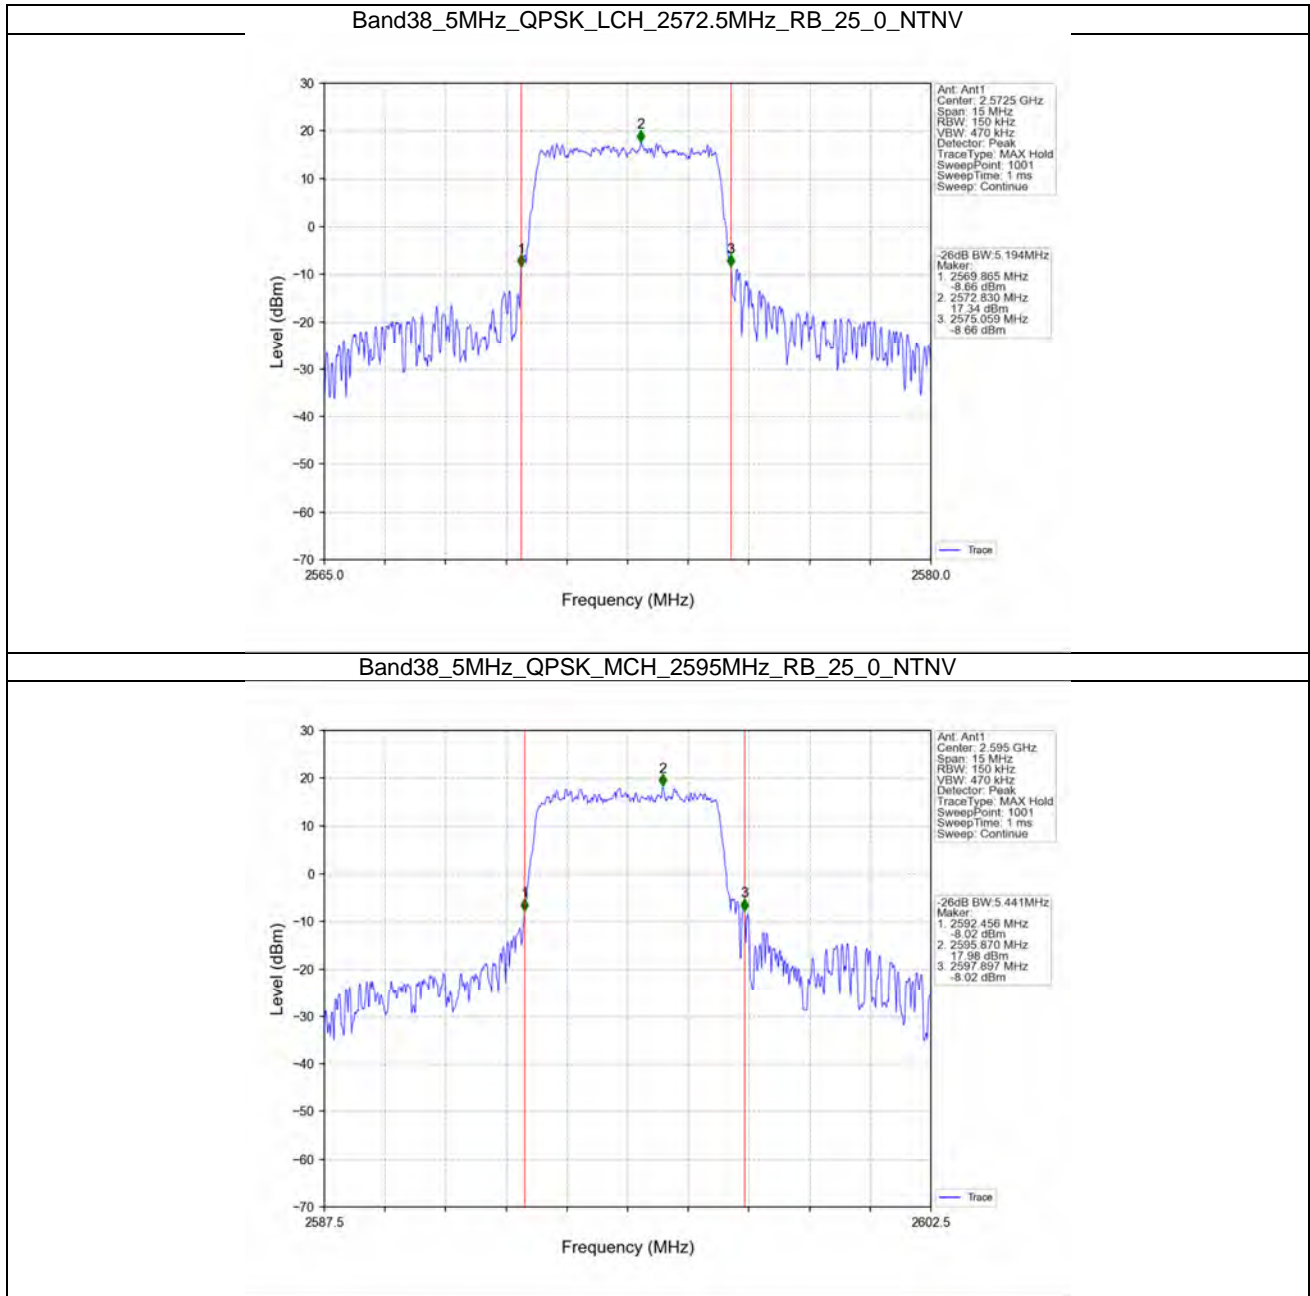 Band38_5MHz_QPSK_LCH_2572.5MHz_RB_25_0_NTNV
30
20
10
0
−10
−20
−30
−40
−50
−60
−70
Level (dBm)
2565.0
2580.0
Frequency (MHz)
1
2
3
Ant: Ant1
Center: 2.5725 GHz
Span: 15 MHz
RBW: 150 kHz
VBW: 470 kHz
Detector: Peak
TraceType: MAX Hold
SweepPoint: 1001
SweepTime: 1 ms
Sweep: Continue
-26dB BW:5.194MHz
Maker:
1. 2569.865 MHz
-8.66 dBm
2. 2572.830 MHz
17.34 dBm
3. 2575.059 MHz
-8.66 dBm
Trace
Band38_5MHz_QPSK_MCH_2595MHz_RB_25_0_NTNV
30
20
10
0
−10
−20
−30
−40
−50
−60
−70
Level (dBm)
2587.5
2602.5
Frequency (MHz)
1
2
3
Ant: Ant1
Center: 2.595 GHz
Span: 15 MHz
RBW: 150 kHz
VBW: 470 kHz
Detector: Peak
TraceType: MAX Hold
SweepPoint: 1001
SweepTime: 1 ms
Sweep: Continue
-26dB BW:5.441MHz
Maker:
1. 2592.456 MHz
-8.02 dBm
2. 2595.870 MHz
17.98 dBm
3. 2597.897 MHz
-8.02 dBm
Trace